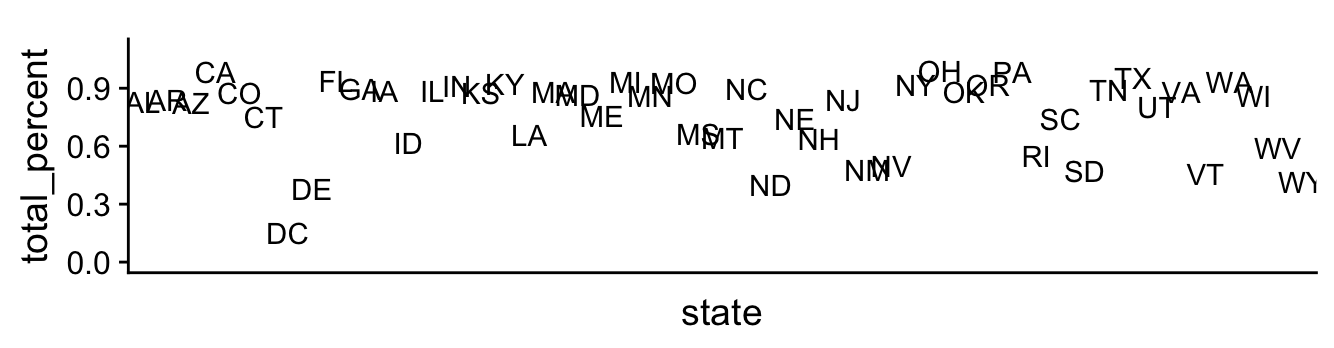 total_percent
0.9
0.6
0.3
0.0
AL AR AZ CA CO CT DC DE FL GA IA ID IL IN KS KY LA MA MD ME MI MN MO MS MT NC ND NE NH NJ NM NV NY OH OK OR PA RI SC SD TN TX UT VA VT WA WI WV WY
state